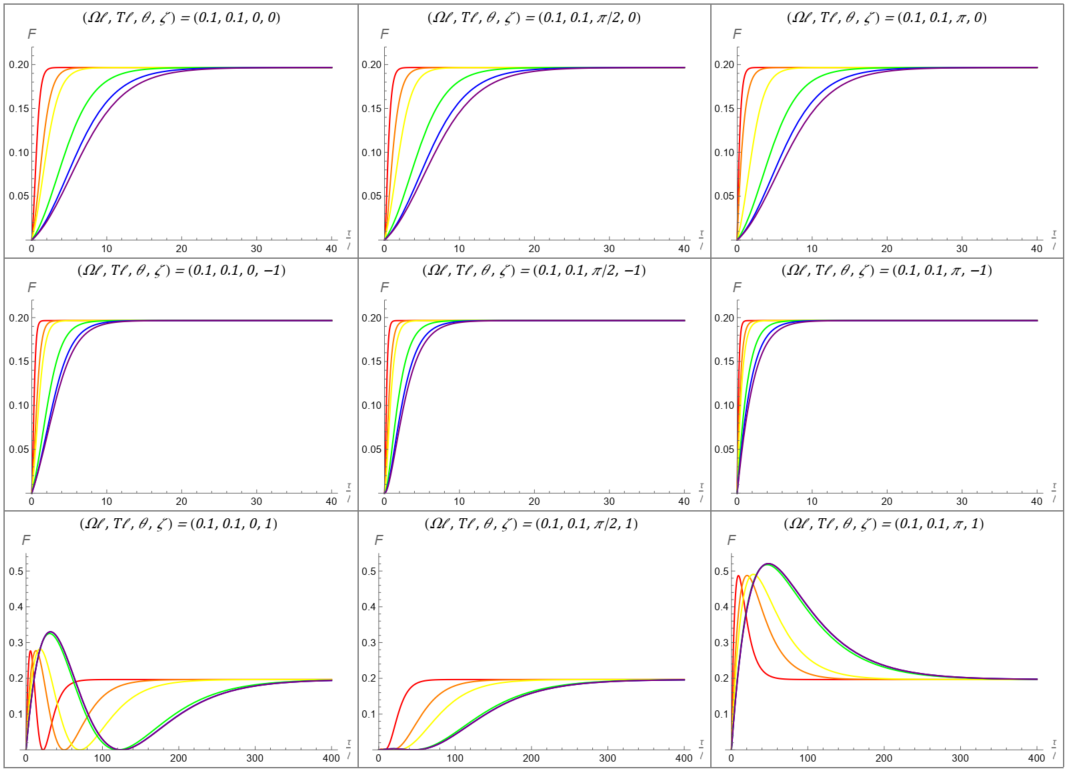 (Ωℓ, Tℓ, θ, ζ) = (0.1, 0.1, 0, 0)
F
0.20
0.15
0.10
0.05
0 10 20 30 40
τ
l
(Ωℓ, Tℓ, θ, ζ) = (0.1, 0.1, π/2, 0)
F
0.20
0.15
0.10
0.05
0 10 20 30 40
τ
l
(Ωℓ, Tℓ, θ, ζ) = (0.1, 0.1, π, 0)
F
0.20
0.15
0.10
0.05
0 10 20 30 40
τ
l
(Ωℓ, Tℓ, θ, ζ) = (0.1, 0.1, 0, −1)
F
0.20
0.15
0.10
0.05
0 10 20 30 40
τ
l
(Ωℓ, Tℓ, θ, ζ) = (0.1, 0.1, π/2, −1)
F
0.20
0.15
0.10
0.05
0 10 20 30 40
τ
l
(Ωℓ, Tℓ, θ, ζ) = (0.1, 0.1, π, −1)
F
0.20
0.15
0.10
0.05
0 10 20 30 40
τ
l
(Ωℓ, Tℓ, θ, ζ) = (0.1, 0.1, 0, 1)
F
0.5
0.4
0.3
0.2
0.1
0 100 200 300 400
τ
l
(Ωℓ, Tℓ, θ, ζ) = (0.1, 0.1, π/2, 1)
F
0.5
0.4
0.3
0.2
0.1
0 100 200 300 400
τ
l
(Ωℓ, Tℓ, θ, ζ) = (0.1, 0.1, π, 1)
F
0.5
0.4
0.3
0.2
0.1
0 100 200 300 400
τ
l